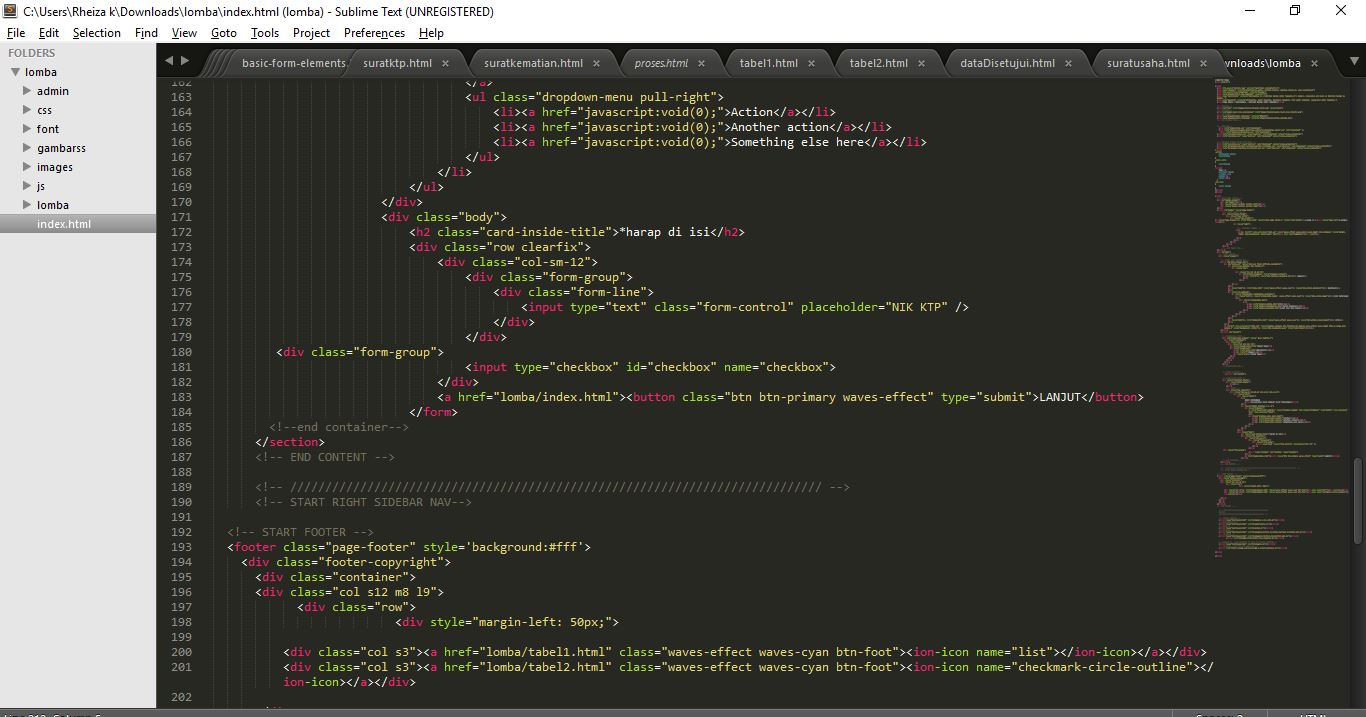 C:\Users\Rheiza k\Downloads\lomba\index.html (lomba) - Sublime Text (UNREGISTERED)
File Edit Selection Find View Goto Tools Project Preferences Help
FOLDERS
lomba
admin
css
font
gambarss
images
js
lomba
index.html
basic-form-elements. suratktp.html × suratkematian.html × proses.html × tabel1.html × tabel2.html × dataDisetujui.html × suratusaha.html × vnloads\lomba ×
162 </a>
163 <ul class="dropdown-menu pull-right">
164 <li><a href="javascript:void(0);">Action</a></li>
165 <li><a href="javascript:void(0);">Another action</a></li>
166 <li><a href="javascript:void(0);">Something else here</a></li>
167 </ul>
168 </li>
169 </ul>
170 </div>
171 <div class="body">
172 <h2 class="card-inside-title">*harap di isi</h2>
173 <div class="row clearfix">
174 <div class="col-sm-12">
175 <div class="form-group">
176 <div class="form-line">
177 <input type="text" class="form-control" placeholder="NIK KTP" />
178 </div>
179 </div>
180 <div class="form-group">
181 <input type="checkbox" id="checkbox" name="checkbox">
182 </div>
183 <a href="lomba/index.html"><button class="btn btn-primary waves-effect" type="submit">LANJUT</button>
184 </form>
185 <!--end container-->
186 </section>
187 <!-- END CONTENT -->
188
189 <!-- //////////////////////////////////////////////////////////////////////////// -->
190 <!-- START RIGHT SIDEBAR NAV-->
191
192 <!-- START FOOTER -->
193 <footer class="page-footer" style='background:#fff'>
194 <div class="footer-copyright">
195 <div class="container">
196 <div class="col s12 m8 l9">
197 <div class="row">
198 <div style="margin-left: 50px;">
199
200 <div class="col s3"><a href="lomba/tabel1.html" class="waves-effect waves-cyan btn-foot"><ion-icon name="list"></ion-icon></a></div>
201 <div class="col s3"><a href="lomba/tabel2.html" class="waves-effect waves-cyan btn-foot"><ion-icon name="checkmark-circle-outline"></
ion-icon></a></div>
202